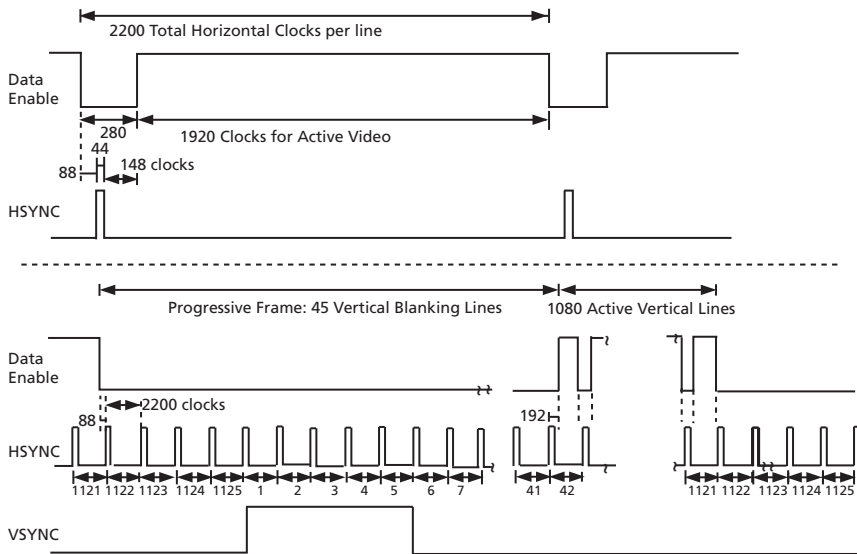 2200 Total Horizontal Clocks per line
Data
Enable
280
1920 Clocks for Active Video
44
88
148 clocks
HSYNC
Progressive Frame: 45 Vertical Blanking Lines
1080 Active Vertical Lines
Data
Enable
88
2200 clocks
192
HSYNC
1121 1122 1123 1124 1125 1 2 3 4 5 6 7 41 42 1121 1122 1123 1124 1125
VSYNC